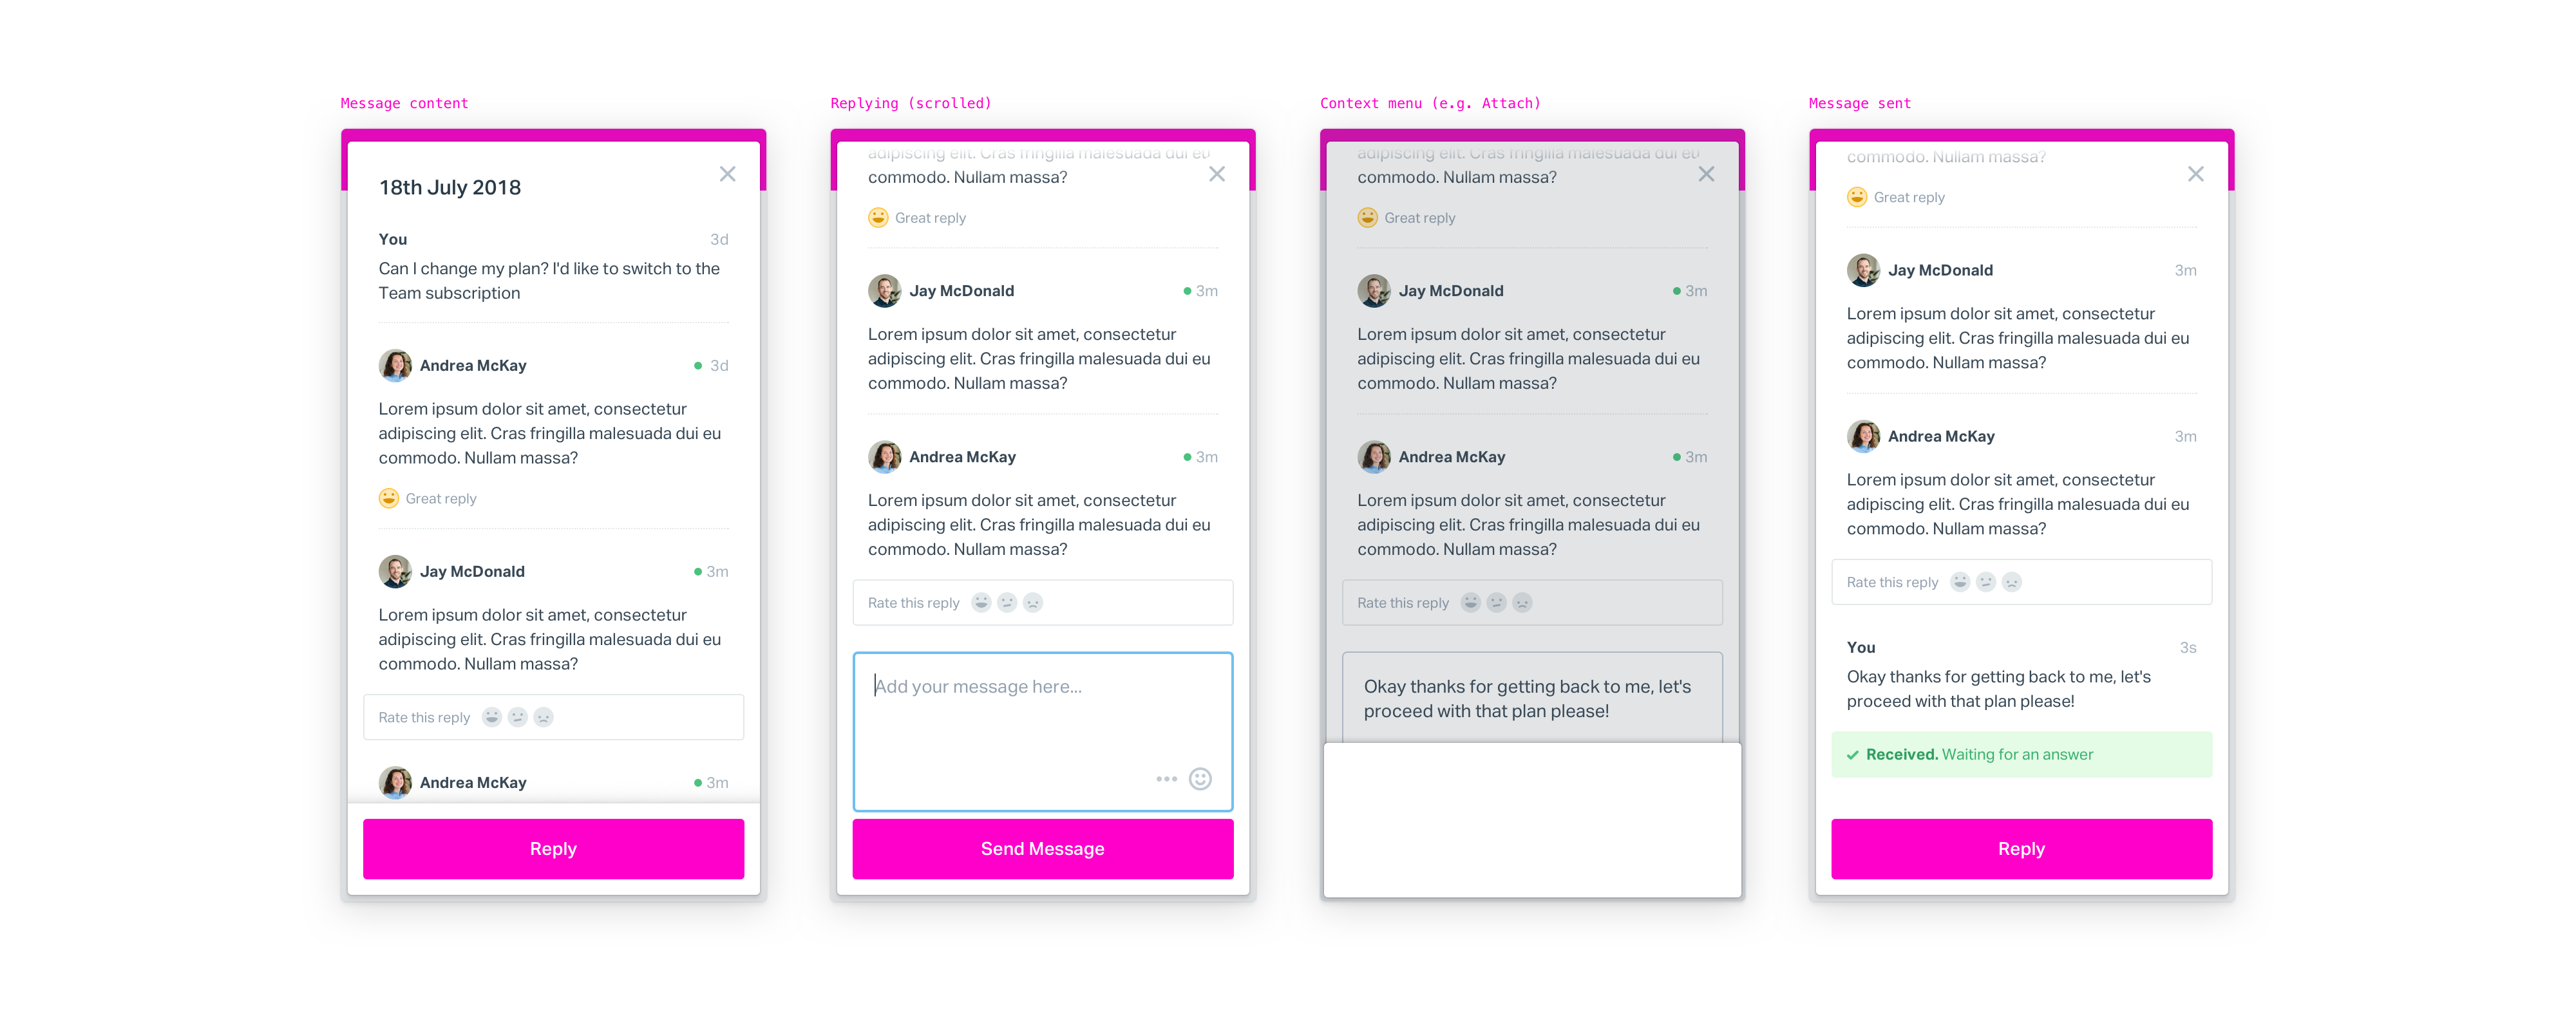 Message content
18th July 2018
You 3d
Can I change my plan? I'd like to switch to the
Team subscription
Andrea McKay 3d
Lorem ipsum dolor sit amet, consectetur
adipiscing elit. Cras fringilla malesuada dui eu
commodo. Nullam massa?
Great reply
Jay McDonald 3m
Lorem ipsum dolor sit amet, consectetur
adipiscing elit. Cras fringilla malesuada dui eu
commodo. Nullam massa?
Rate this reply
Andrea McKay 3m
Reply
Replying (scrolled)
adipiscing elit. Cras fringilla malesuada dui eu
commodo. Nullam massa?
Great reply
Jay McDonald 3m
Lorem ipsum dolor sit amet, consectetur
adipiscing elit. Cras fringilla malesuada dui eu
commodo. Nullam massa?
Andrea McKay 3m
Lorem ipsum dolor sit amet, consectetur
adipiscing elit. Cras fringilla malesuada dui eu
commodo. Nullam massa?
Rate this reply
Add your message here...
Send Message
Context menu (e.g. Attach)
adipiscing elit. Cras fringilla malesuada dui eu
commodo. Nullam massa?
Great reply
Jay McDonald 3m
Lorem ipsum dolor sit amet, consectetur
adipiscing elit. Cras fringilla malesuada dui eu
commodo. Nullam massa?
Andrea McKay 3m
Lorem ipsum dolor sit amet, consectetur
adipiscing elit. Cras fringilla malesuada dui eu
commodo. Nullam massa?
Rate this reply
Okay thanks for getting back to me, let's
proceed with that plan please!
Message sent
commodo. Nullam massa?
Great reply
Jay McDonald 3m
Lorem ipsum dolor sit amet, consectetur
adipiscing elit. Cras fringilla malesuada dui eu
commodo. Nullam massa?
Andrea McKay 3m
Lorem ipsum dolor sit amet, consectetur
adipiscing elit. Cras fringilla malesuada dui eu
commodo. Nullam massa?
Rate this reply
You 3s
Okay thanks for getting back to me, let's
proceed with that plan please!
Received. Waiting for an answer
Reply